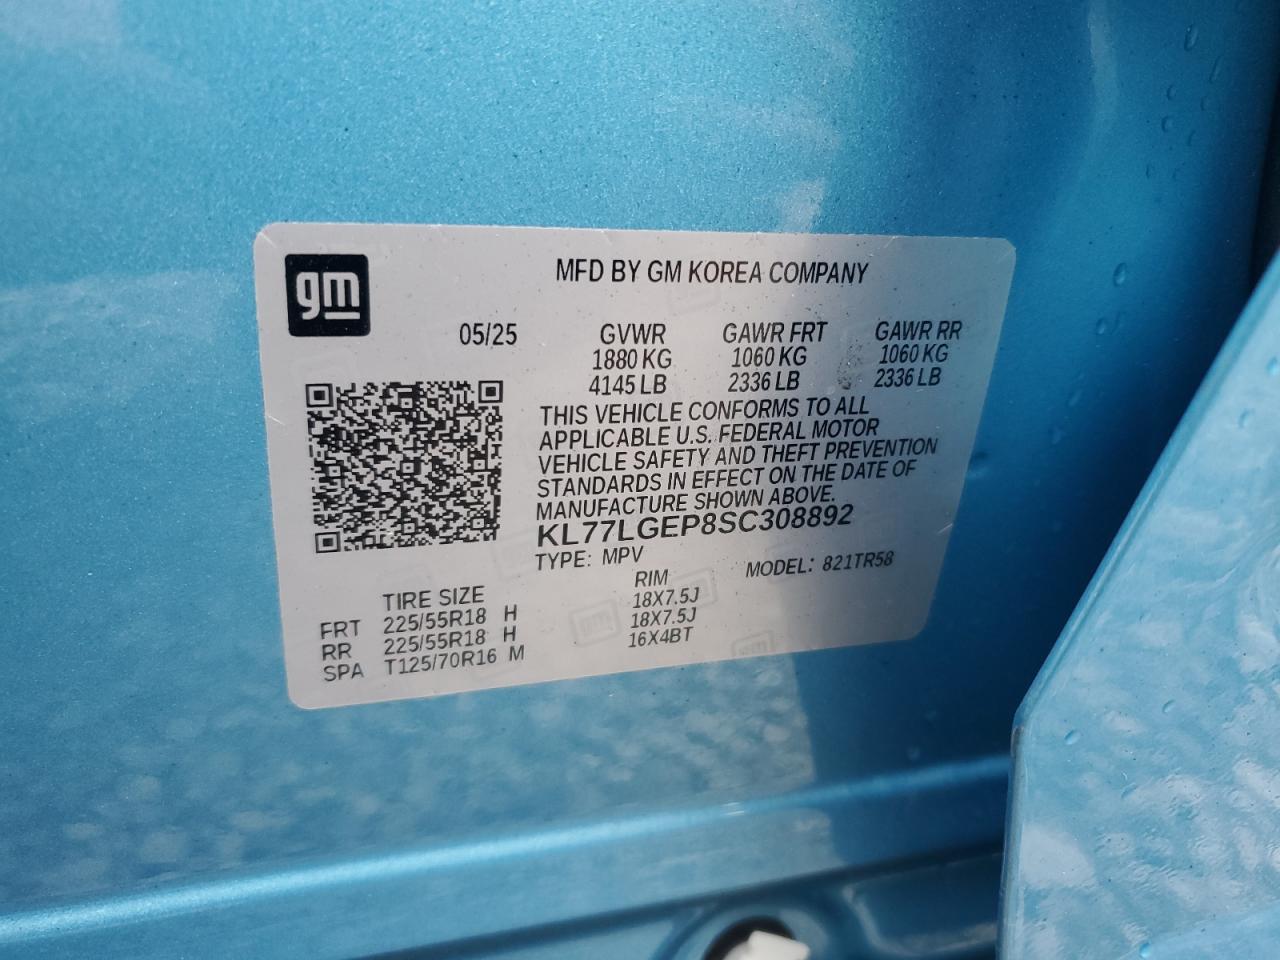 gm
MFD BY GM KOREA COMPANY
05/25 GVWR GAWR FRT GAWR RR
1880 KG 1060 KG 1060 KG
4145 LB 2336 LB 2336 LB
THIS VEHICLE CONFORMS TO ALL
APPLICABLE U.S. FEDERAL MOTOR
VEHICLE SAFETY AND THEFT PREVENTION
STANDARDS IN EFFECT ON THE DATE OF
MANUFACTURE SHOWN ABOVE.
KL77LGEP8SC308892
TYPE: MPV MODEL: 821TR58
TIRE SIZE RIM
FRT 225/55R18 H 18X7.5J
RR 225/55R18 H 18X7.5J
SPA T125/70R16 M 16X4BT